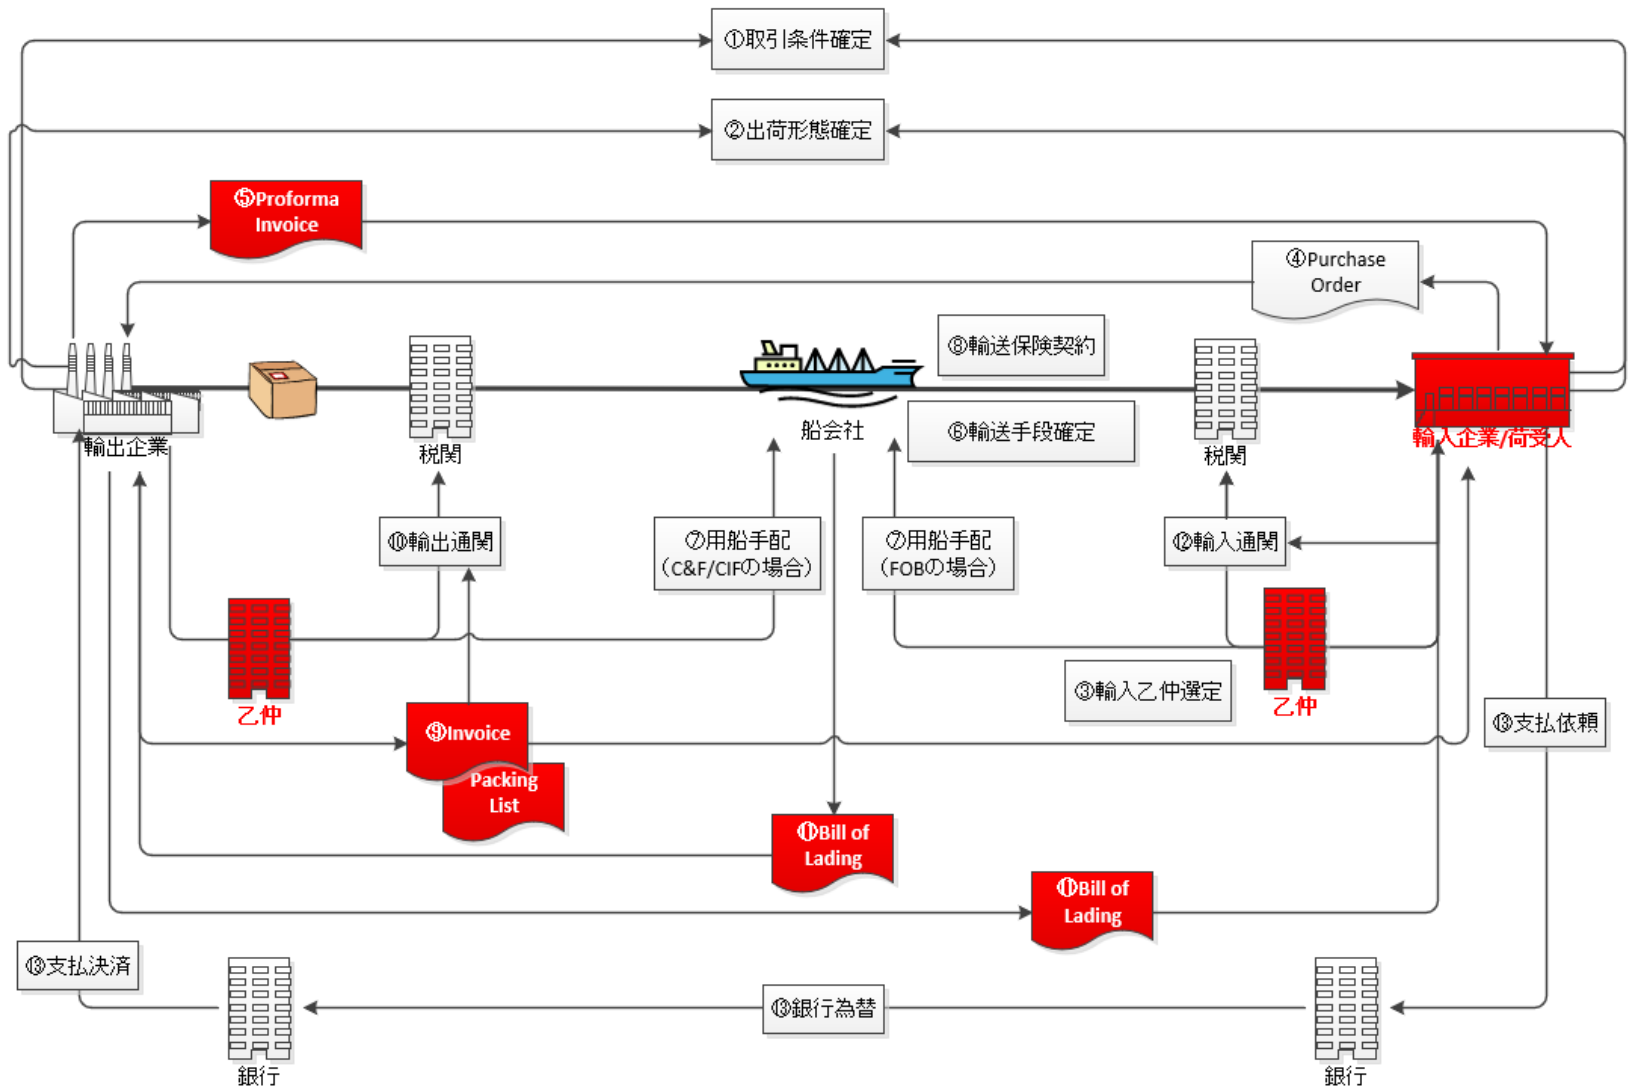 ①取引条件確定
②出荷形態確定
⑤Proforma
Invoice
④Purchase
Order
⑧輸送保険契約
⑥輸送手段確定
輸出企業
税関
船会社
税関
輸入企業/荷受人
⑩輸出通関
⑦用船手配
（C&F/CIFの場合）
⑦用船手配
（FOBの場合）
⑫輸入通関
乙仲
③輸入乙仲選定
乙仲
⑨Invoice
Packing
List
⑬支払依頼
⑪Bill of
Lading
⑪Bill of
Lading
⑬支払決済
⑬銀行為替
銀行
銀行